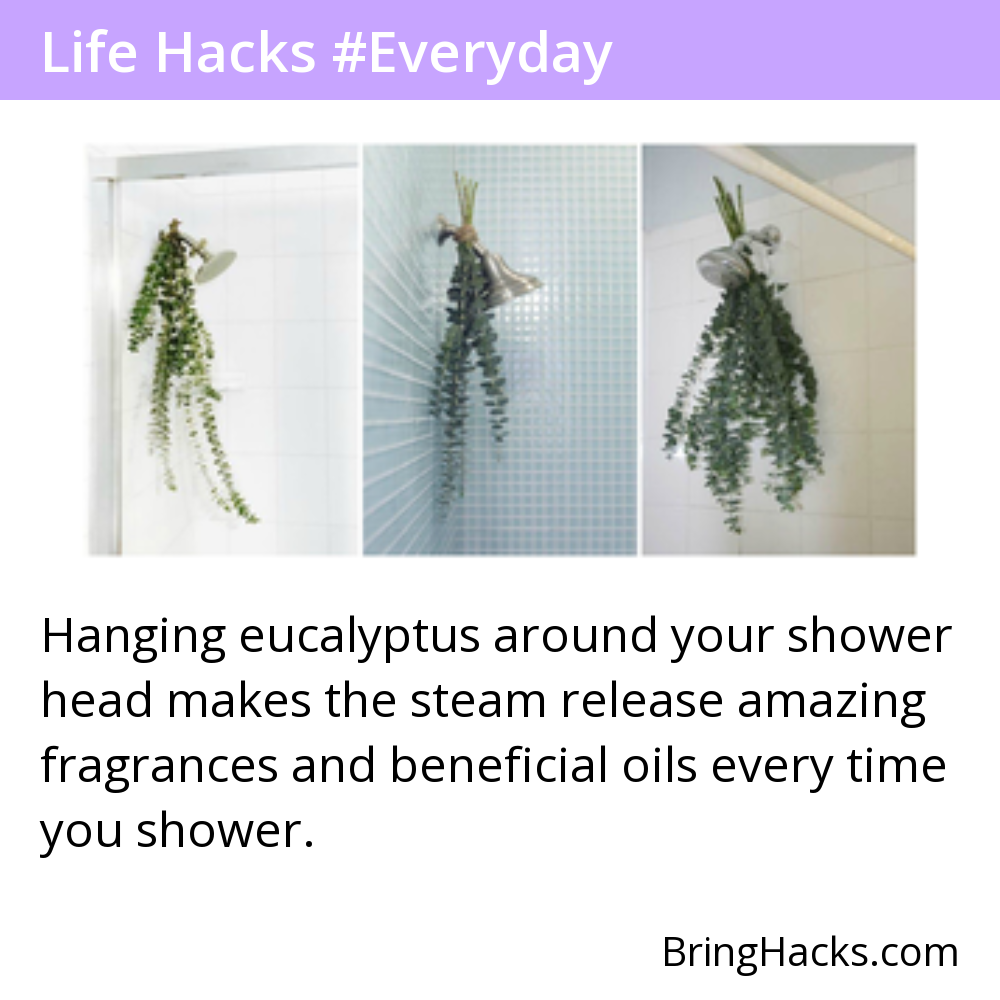 Life Hacks #Everyday
Hanging eucalyptus around your shower
head makes the steam release amazing
fragrances and beneficial oils every time
you shower.
BringHacks.com